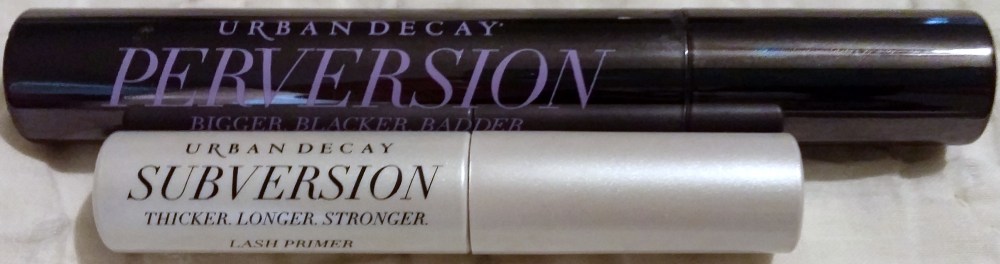 URBAN DECAY
PERVERSION
BIGGER. BLACKER. BADDER
URBAN DECAY
SUBVERSION
THICKER. LONGER. STRONGER.
LASH PRIMER